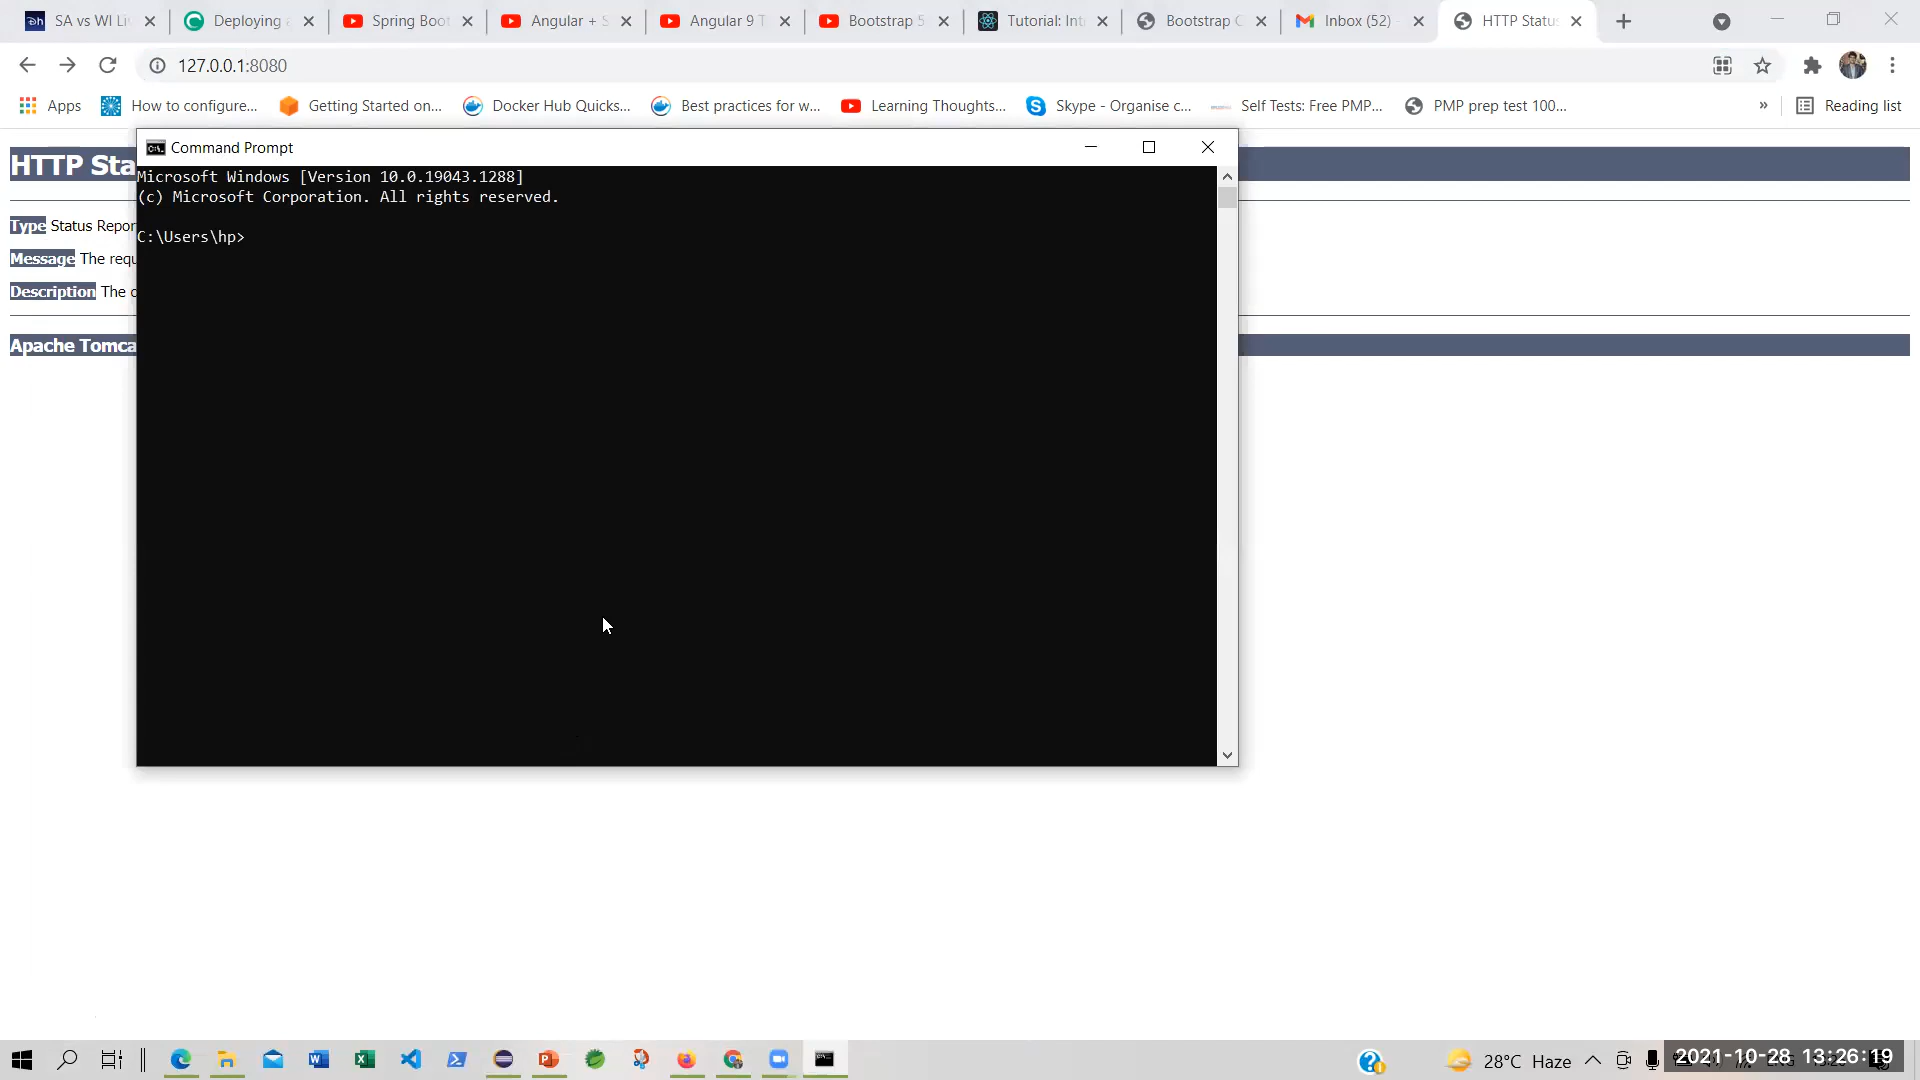 SA vs WI Li
Deploying a
Spring Boot
Angular + S
Angular 9 T
Bootstrap 5
Tutorial: Int
Bootstrap C
Inbox (52)
HTTP Status
127.0.0.1:8080
Apps
How to configure...
Getting Started on...
Docker Hub Quicks...
Best practices for w...
Learning Thoughts...
Skype - Organise c...
Self Tests: Free PMP...
PMP prep test 100...
»
Reading list
Command Prompt
HTTP Sta
Microsoft Windows [Version 10.0.19043.1288]
(c) Microsoft Corporation. All rights reserved.
Type Status Repor
C:\Users\hp>
Message The requ
Description The o
Apache Tomca
28°C Haze
2021-10-28 13:26:19